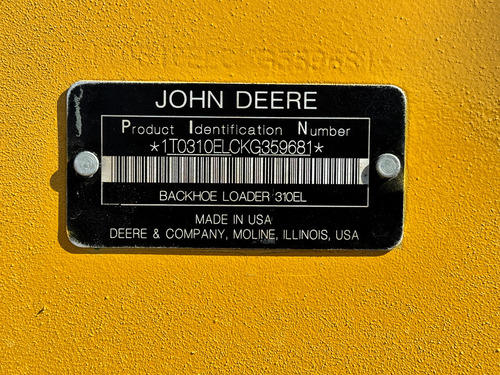 JOHN DEERE
Product Identification Number
*1T0310ELCKG359681*
BACKHOE LOADER 310EL
MADE IN USA
DEERE & COMPANY, MOLINE, ILLINOIS, USA